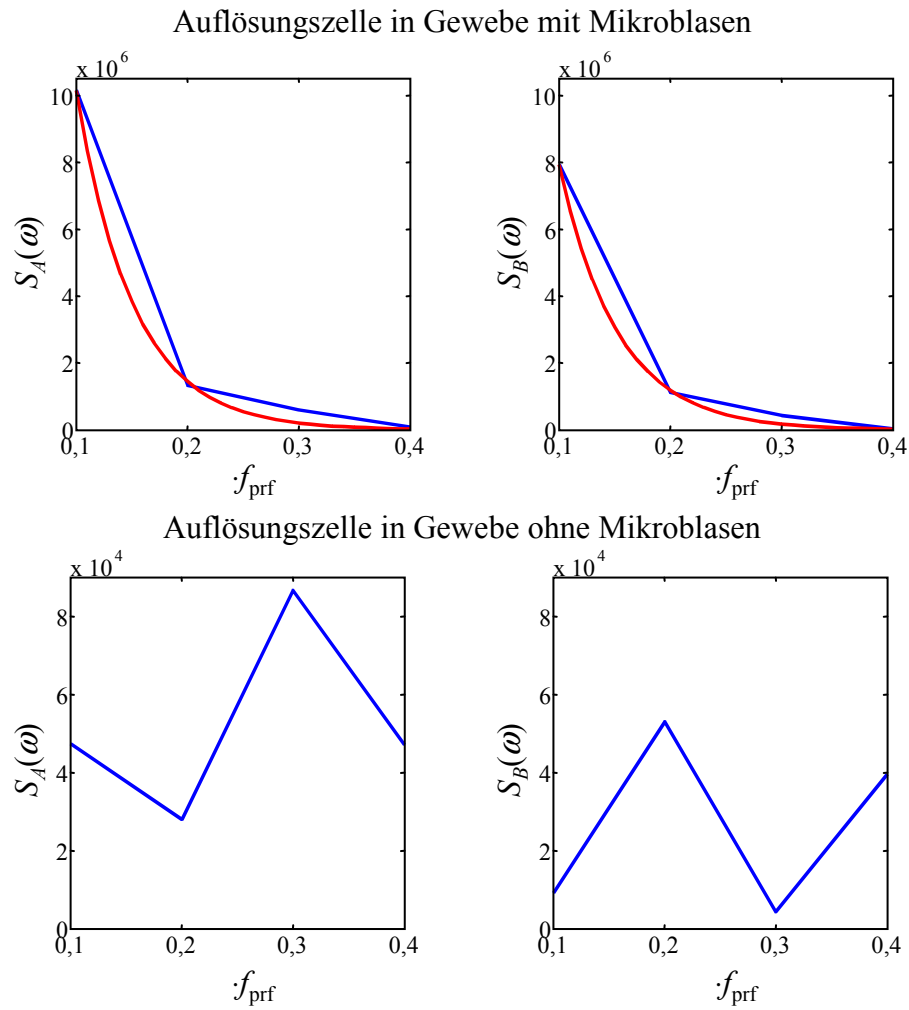 Auflösungszelle in Gewebe mit Mikroblasen
x 10^6
10
8
6
4
2
0
0,1 0,2 0,3 0,4
S_A(ω)
·f_prf
x 10^6
10
8
6
4
2
0
0,1 0,2 0,3 0,4
S_B(ω)
·f_prf
Auflösungszelle in Gewebe ohne Mikroblasen
x 10^4
8
6
4
2
0
0,1 0,2 0,3 0,4
S_A(ω)
·f_prf
x 10^4
8
6
4
2
0
0,1 0,2 0,3 0,4
S_B(ω)
·f_prf